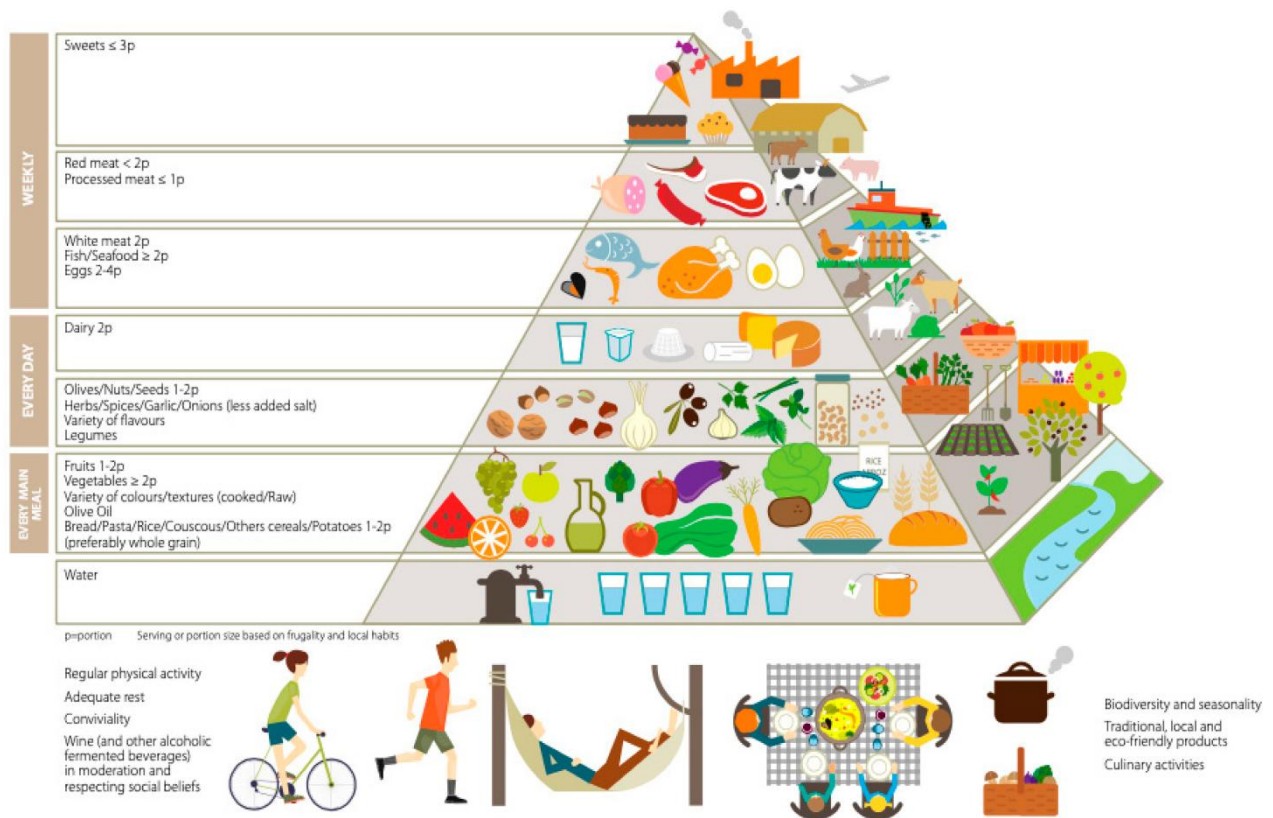 WEEKLY
Sweets ≤ 3p
Red meat < 2p
Processed meat ≤ 1p
White meat 2p
Fish/Seafood ≥ 2p
Eggs 2-4p
EVERY DAY
Dairy 2p
Olives/Nuts/Seeds 1-2p
Herbs/Spices/Garlic/Onions (less added salt)
Variety of flavours
Legumes
EVERY MAIN
MEAL
Fruits 1-2p
Vegetables ≥ 2p
Variety of colours/textures (cooked/Raw)
Olive Oil
Bread/Pasta/Rice/Couscous/Others cereals/Potatoes 1-2p
(preferably whole grain)
RICE
Water
p=portion Serving or portion size based on frugality and local habits
Regular physical activity
Adequate rest
Conviviality
Wine (and other alcoholic
fermented beverages)
in moderation and
respecting social beliefs
Biodiversity and seasonality
Traditional, local and
eco-friendly products
Culinary activities